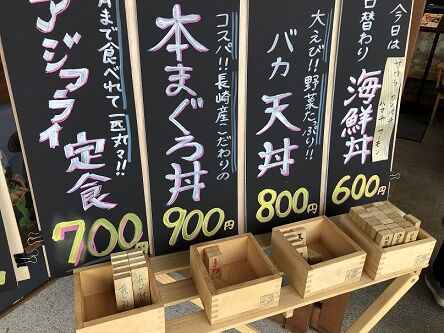 今日は
日替わり
海鮮丼
600円
大えび!!野菜たっぷり!!
バカ天丼
800円
コスパ!!長崎産こだわりの
本まぐろ丼
900円
まで食べれて一匹丸々!!
アジフライ
定食
700円